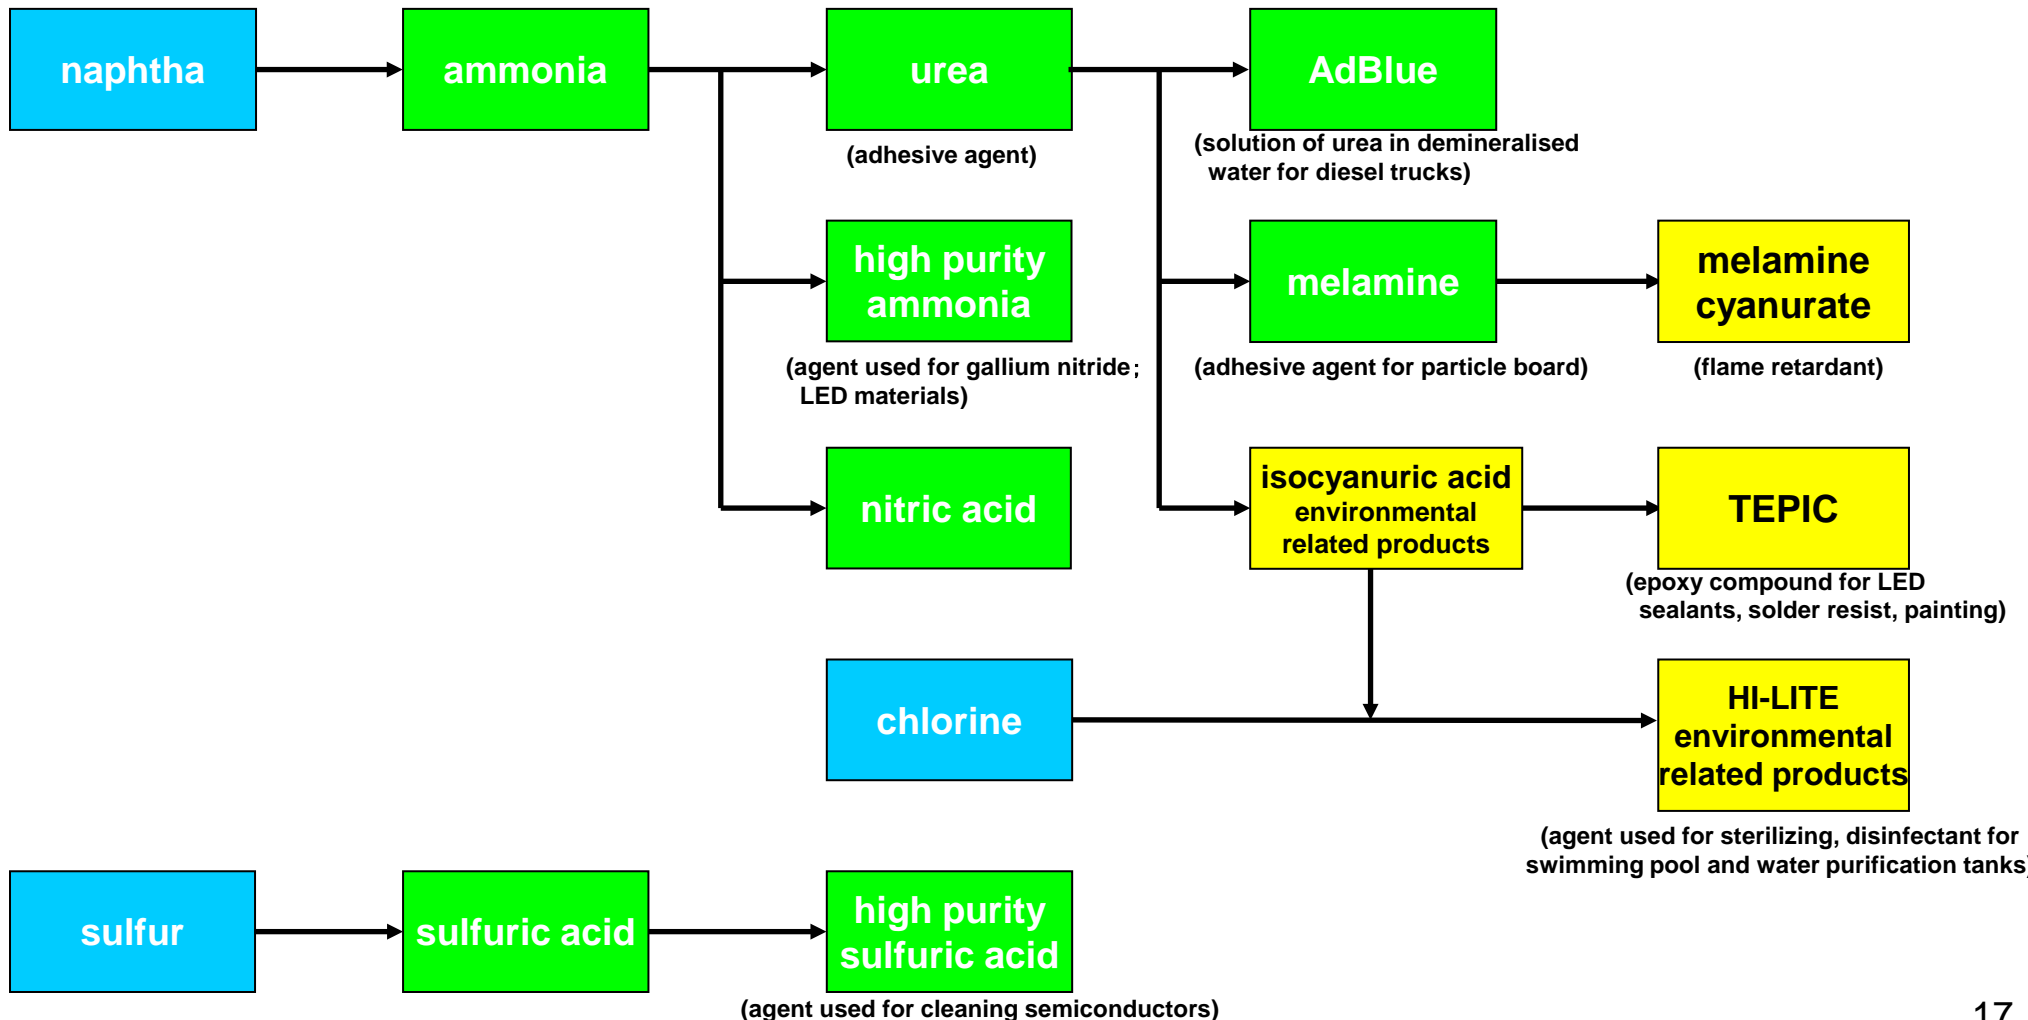 naphtha
ammonia
urea
AdBlue
(adhesive agent)
(solution of urea in demineralised
water for diesel trucks)
high purity
ammonia
melamine
melamine
cyanurate
(agent used for gallium nitride;
LED materials)
(adhesive agent for particle board)
(flame retardant)
nitric acid
isocyanuric acid
environmental
related products
TEPIC
(epoxy compound for LED
sealants, solder resist, painting)
chlorine
HI-LITE
environmental
related products
(agent used for sterilizing, disinfectant for
swimming pool and water purification tanks)
sulfur
sulfuric acid
high purity
sulfuric acid
(agent used for cleaning semiconductors)
17